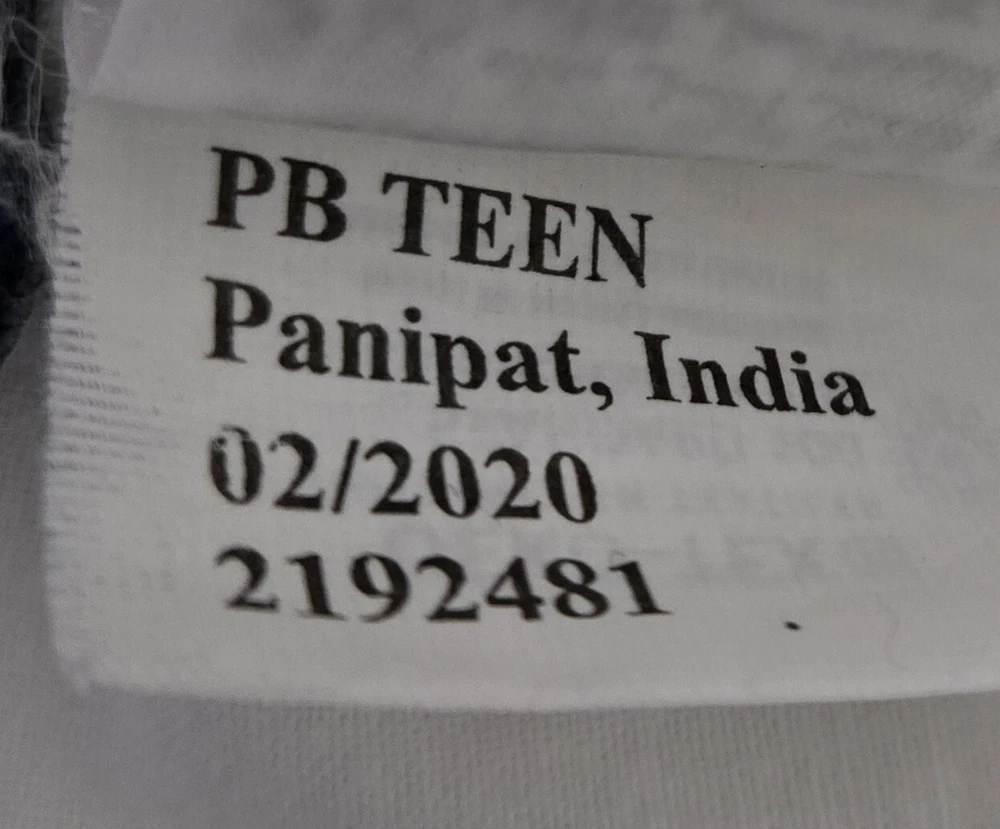 PB TEEN
Panipat, India
02/2020
2192481